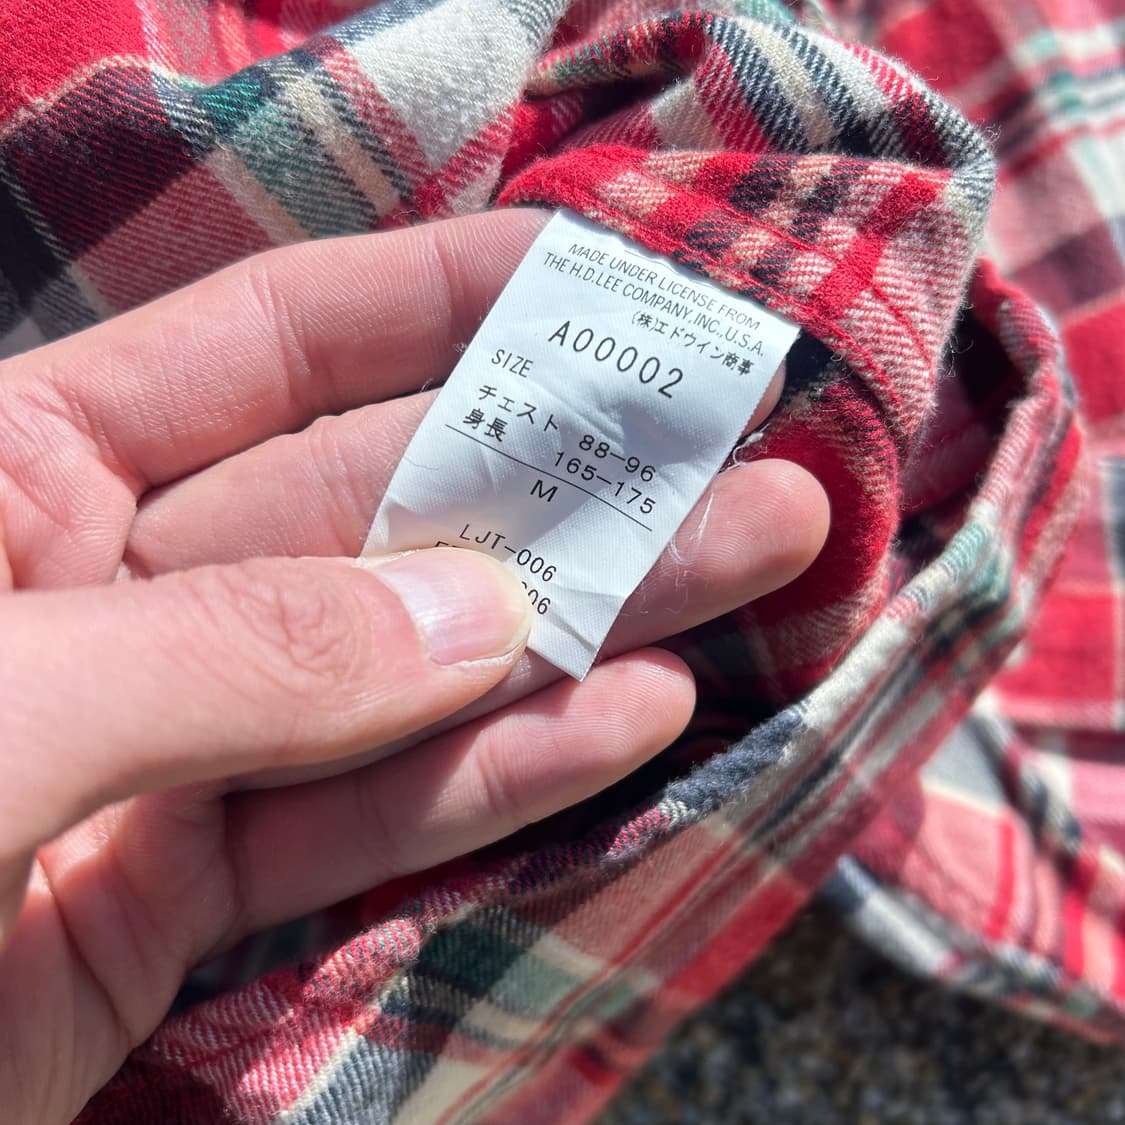 MADE UNDER LICENSE FROM
THE H.D.LEE COMPANY,INC.,U.S.A.
(株)エドウイン商事
A00002
SIZE
チェスト 88–96
身長 165–175
M
LJT-006